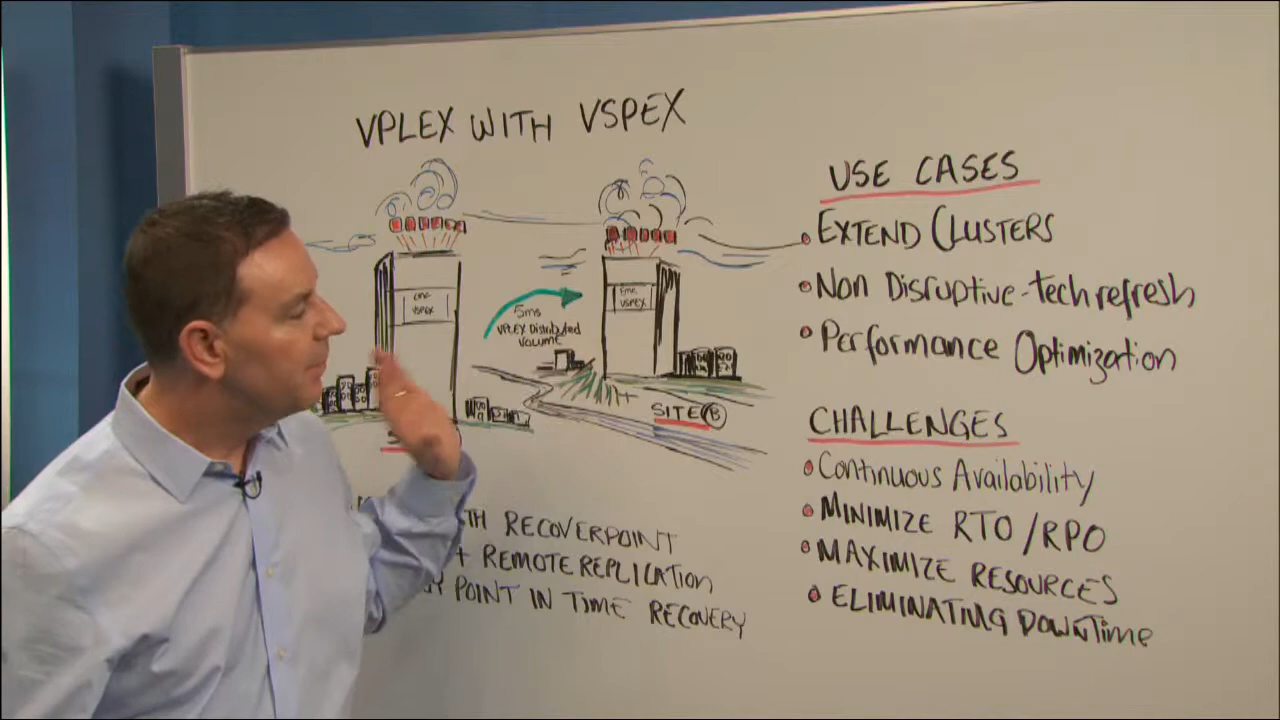 VPLEX WITH VSPEX
EMC
VSPEX
EMC
VSPEX
5ms
VPLEX Distributed
Volume
SITE B
RECOVERPOINT
+ REMOTE REPLICATION
POINT IN TIME RECOVERY
USE CASES
EXTEND CLUSTERS
Non Disruptive-tech refresh
Performance Optimization
CHALLENGES
Continuous Availability
MINIMIZE RTO/RPO
MAXIMIZE RESOURCES
ELIMINATING DOWNTime